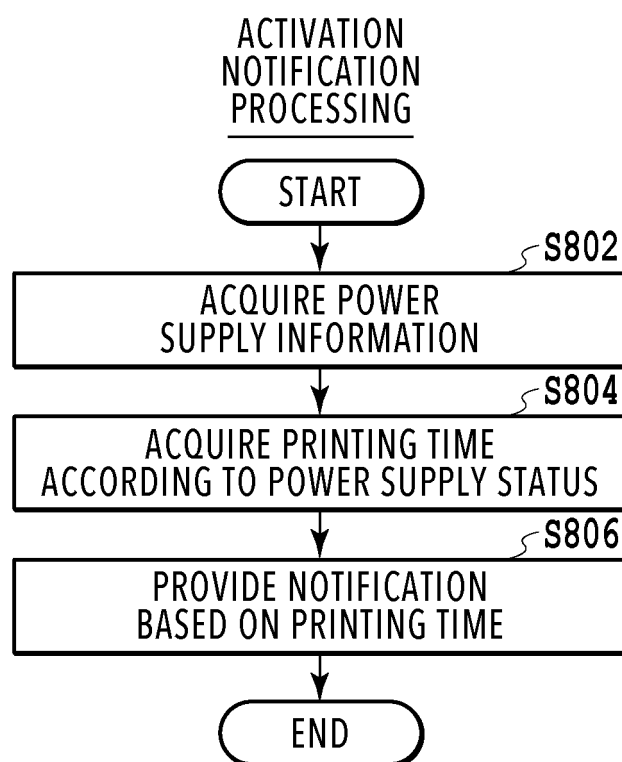 ACTIVATION
NOTIFICATION
PROCESSING
START
S802
ACQUIRE POWER
SUPPLY INFORMATION
S804
ACQUIRE PRINTING TIME
ACCORDING TO POWER SUPPLY STATUS
S806
PROVIDE NOTIFICATION
BASED ON PRINTING TIME
END